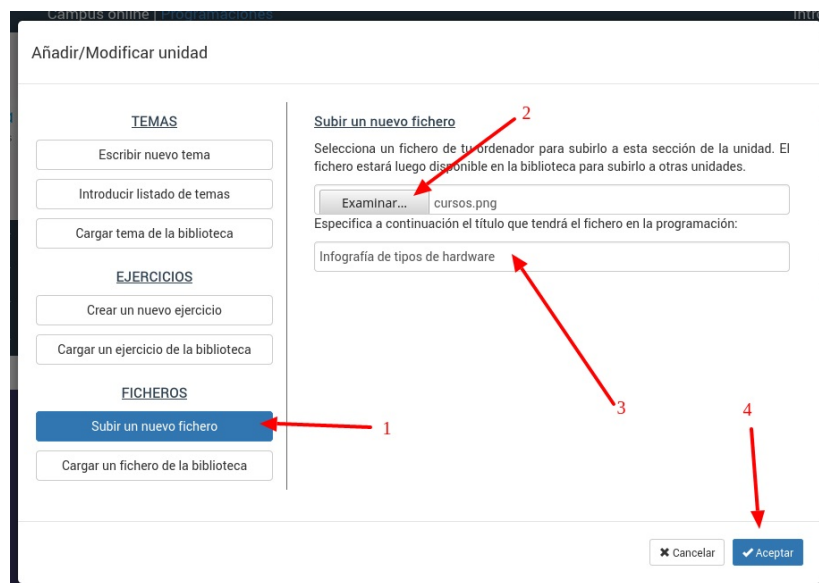 Campus online | Programaciones
Añadir/Modificar unidad
TEMAS
Escribir nuevo tema
Introducir listado de temas
Cargar tema de la biblioteca
EJERCICIOS
Crear un nuevo ejercicio
Cargar un ejercicio de la biblioteca
FICHEROS
Subir un nuevo fichero
Cargar un fichero de la biblioteca
1
Subir un nuevo fichero
2
Selecciona un fichero de tu ordenador para subirlo a esta sección de la unidad. El
fichero estará luego disponible en la biblioteca para subirlo a otras unidades.
Examinar... cursos.png
Especifica a continuación el título que tendrá el fichero en la programación:
Infografía de tipos de hardware
3
4
Cancelar
Aceptar